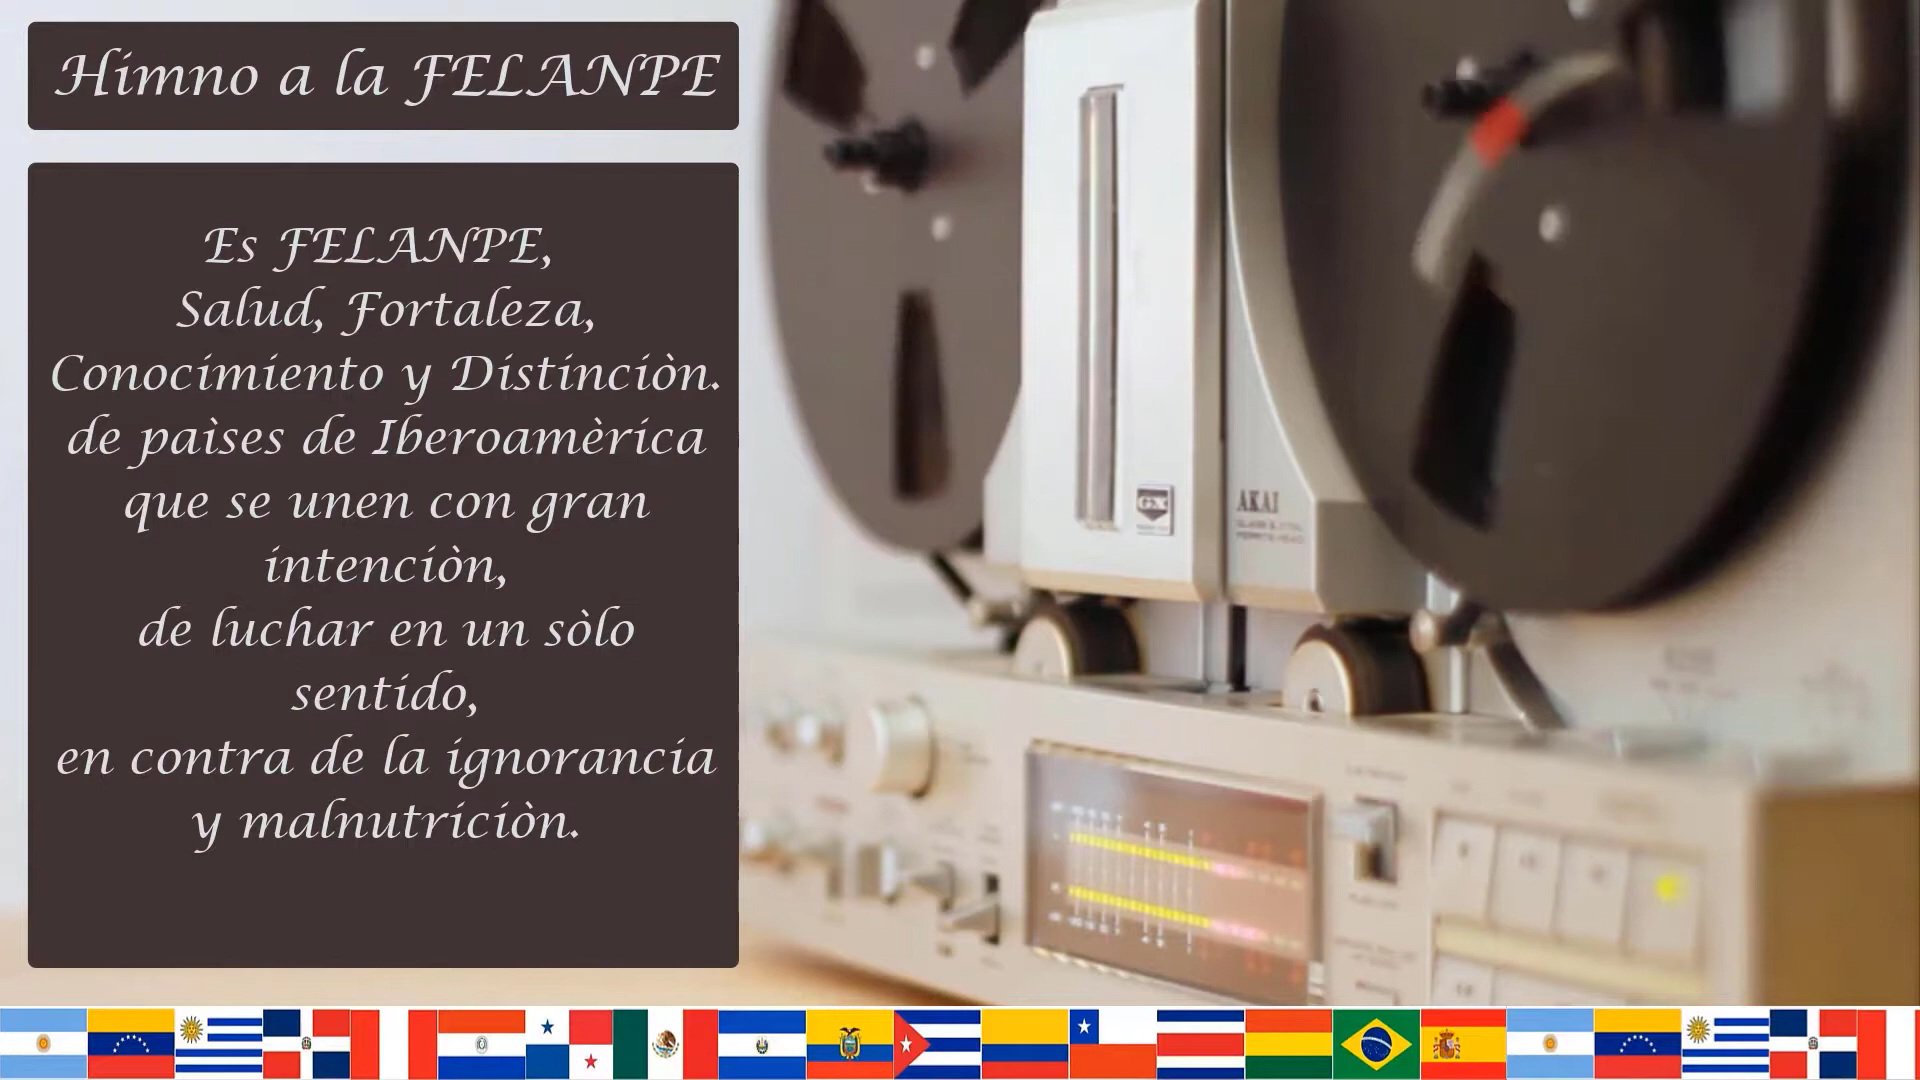 Himno a la FELANPE
Es FELANPE,
Salud, Fortaleza,
Conocimiento y Distinciòn.
de paìses de Iberoamèrica
que se unen con gran
intenciòn,
de luchar en un sòlo
sentido,
en contra de la ignorancia
y malnutriciòn.
GX
AKAI